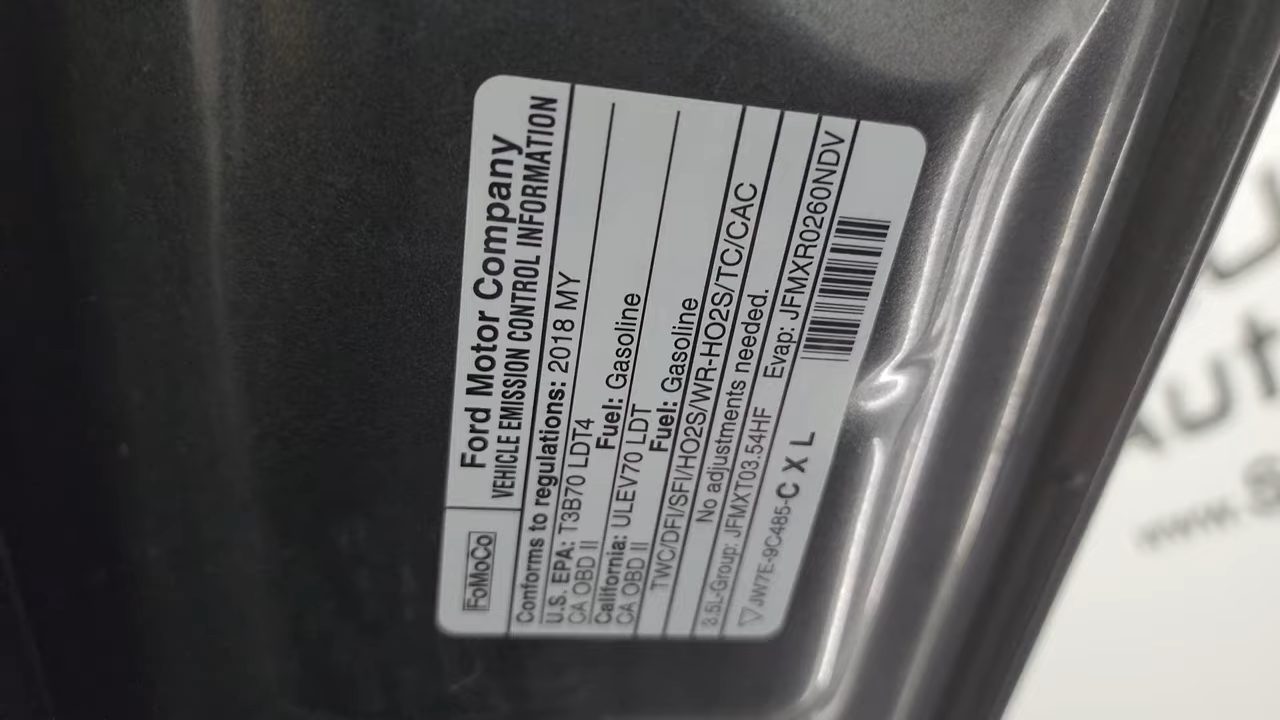 FoMoCo
Ford Motor Company
VEHICLE EMISSION CONTROL INFORMATION
Conforms to regulations: 2018 MY
U.S. EPA: T3B70 LDT4
CA OBD II Fuel: Gasoline
California: ULEV70 LDT
CA OBD II Fuel: Gasoline
TWC/DFI/SFI/HO2S/WR-HO2S/TC/CAC
No adjustments needed.
3.5L-Group: JFMXT03.54HF Evap: JFMXR0260NDV
JW7E-9C485-C X L
www.